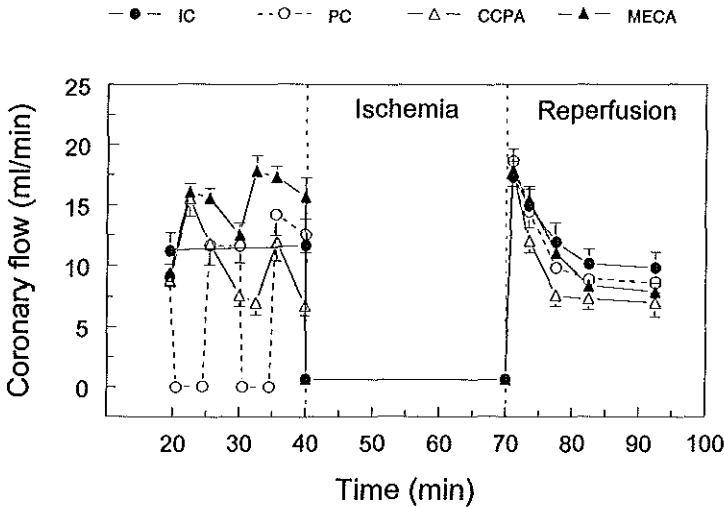 IC PC CCPA MECA
25
Ischemia Reperfusion
20
15
10
5
0
Coronary flow (ml/min)
20 30 40 50 60 70 80 90 100
Time (min)